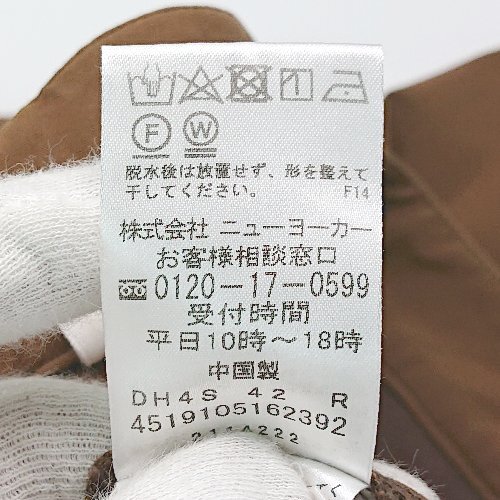 F W
脱水後は放置せず、形を整えて
干してください。 F14
株式会社 ニューヨーカー
お客様相談窓口
0120-17-0599
受付時間
平日10時～18時
中国製
DH4S 42 R
4519105162392
2114222